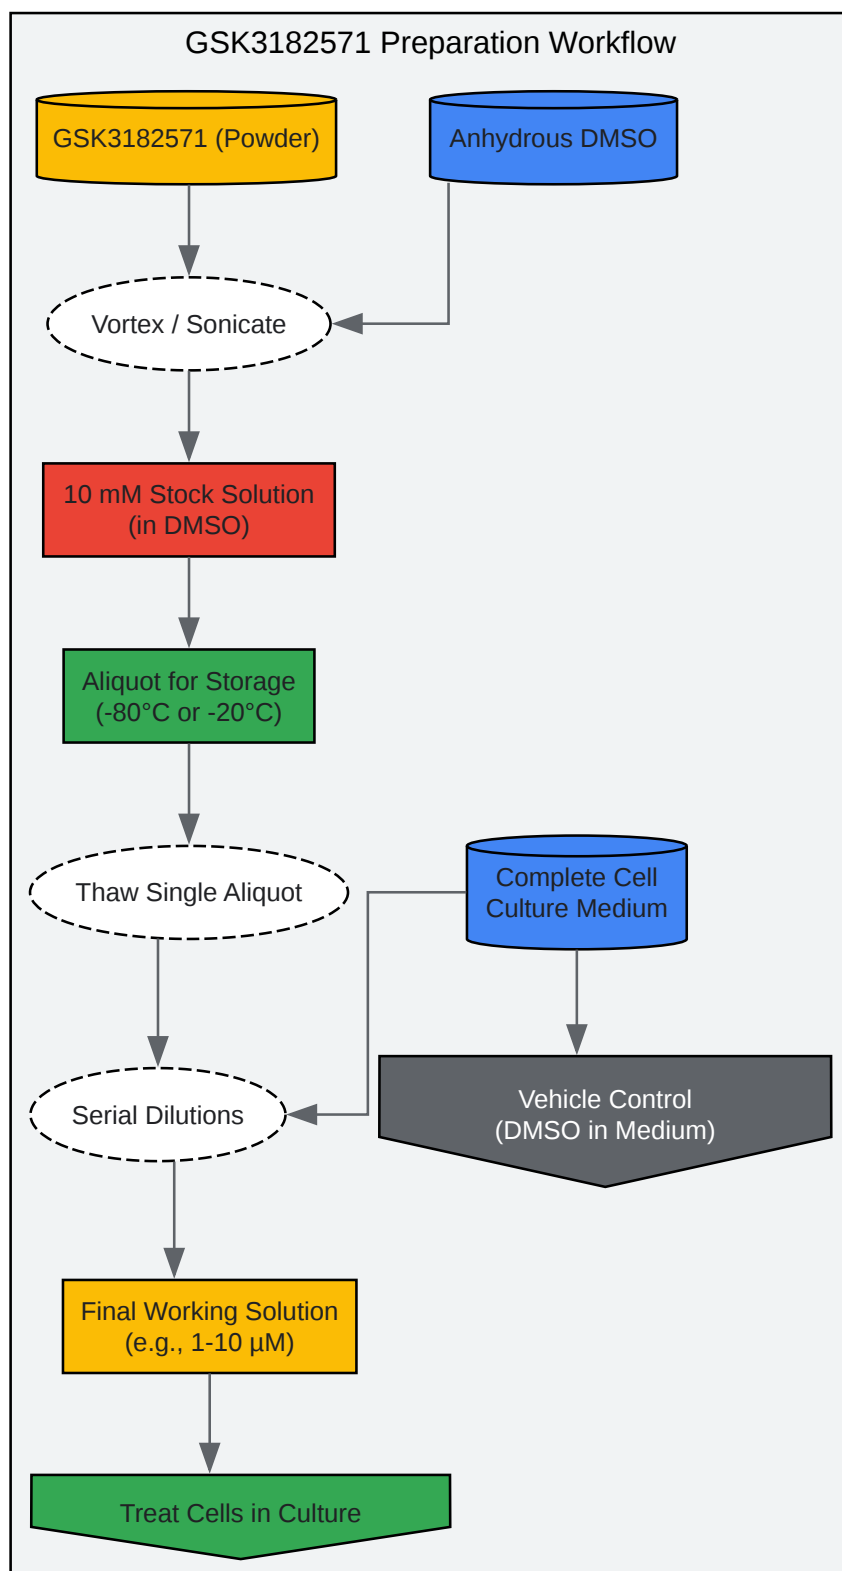 GSK3182571 Preparation Workflow
GSK3182571 (Powder)
Anhydrous DMSO
Vortex / Sonicate
10 mM Stock Solution
(in DMSO)
Aliquot for Storage
(-80°C or -20°C)
Thaw Single Aliquot
Complete Cell
Culture Medium
Serial Dilutions
Vehicle Control
(DMSO in Medium)
Final Working Solution
(e.g., 1-10 µM)
Treat Cells in Culture